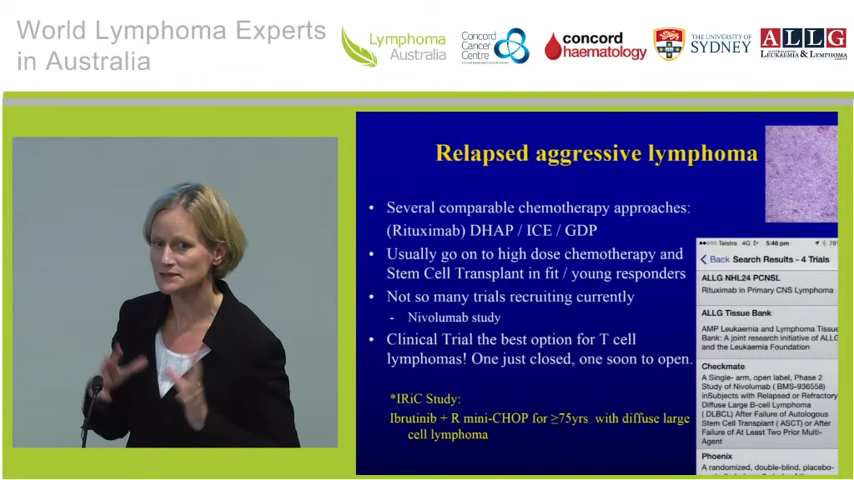 World Lymphoma Experts
in Australia
Lymphoma
Australia
Concord
Cancer
Centre
concord
haematology
THE UNIVERSITY OF
SYDNEY
ALLG
LEUKAEMIA & LYMPHOMA
Relapsed aggressive lymphoma
• Several comparable chemotherapy approaches:
(Rituximab) DHAP / ICE / GDP
• Usually go on to high dose chemotherapy and
Stem Cell Transplant in fit / young responders
• Not so many trials recruiting currently
- Nivolumab study
• Clinical Trial the best option for T cell
lymphomas! One just closed, one soon to open.
*IRiC Study:
Ibrutinib + R mini-CHOP for ≥75yrs with diffuse large
cell lymphoma
Telstra 4G 5:48 pm
Back Search Results - 4 Trials
ALLG NHL24 PCNSL
Rituximab in Primary CNS Lymphoma
ALLG Tissue Bank
AMP Leukaemia and Lymphoma Tissue
Bank: A joint research initiative of ALLG
and the Leukaemia Foundation
Checkmate
A Single- arm, open label, Phase 2
Study of Nivolumab ( BMS-936558)
inSubjects with Relapsed or Refractory
Diffuse Large B-cell Lymphoma
( DLBCL) After Failure of Autologous
Stem Cell Transplant ( ASCT) or After
Failure of At Least Two Prior Multi-
Agent
Phoenix
A randomized, double-blind, placebo-